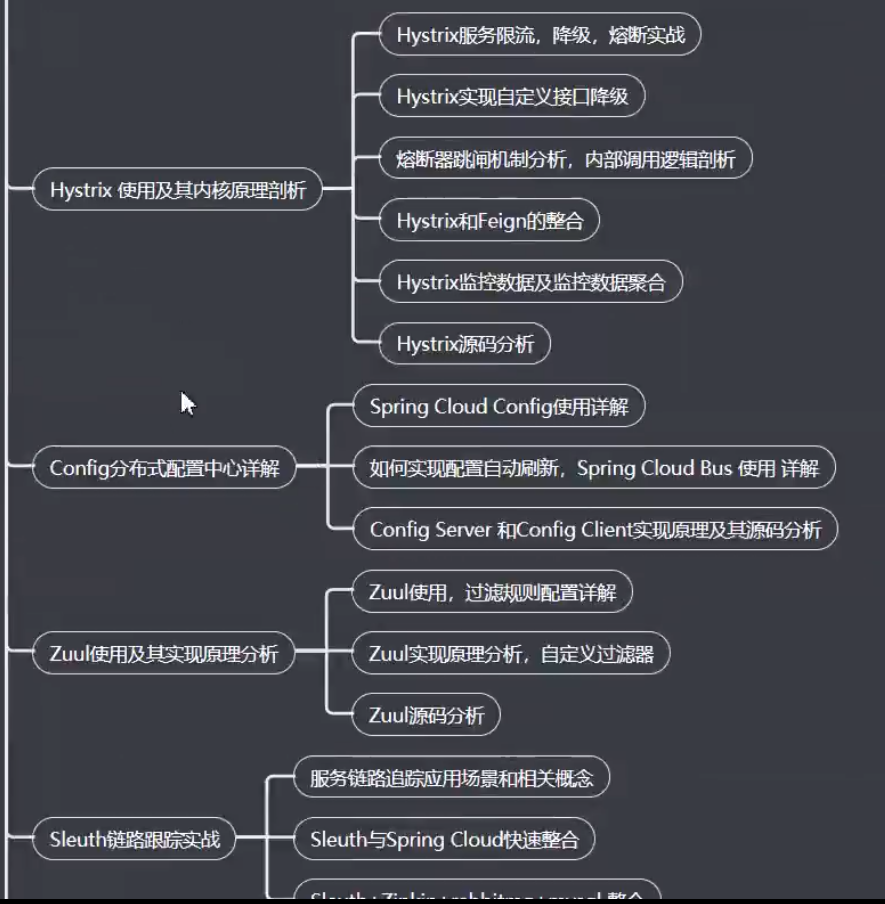 Hystrix 使用及其内核原理剖析
Hystrix服务限流，降级，熔断实战
Hystrix实现自定义接口降级
熔断器跳闸机制分析，内部调用逻辑剖析
Hystrix和Feign的整合
Hystrix监控数据及监控数据聚合
Hystrix源码分析
Config分布式配置中心详解
Spring Cloud Config使用详解
如何实现配置自动刷新，Spring Cloud Bus 使用 详解
Config Server 和Config Client实现原理及其源码分析
Zuul使用及其实现原理分析
Zuul使用，过滤规则配置详解
Zuul实现原理分析，自定义过滤器
Zuul源码分析
Sleuth链路跟踪实战
服务链路追踪应用场景和相关概念
Sleuth与Spring Cloud快速整合
Sleuth+Zipkin+rabbitmq+mysql 整合